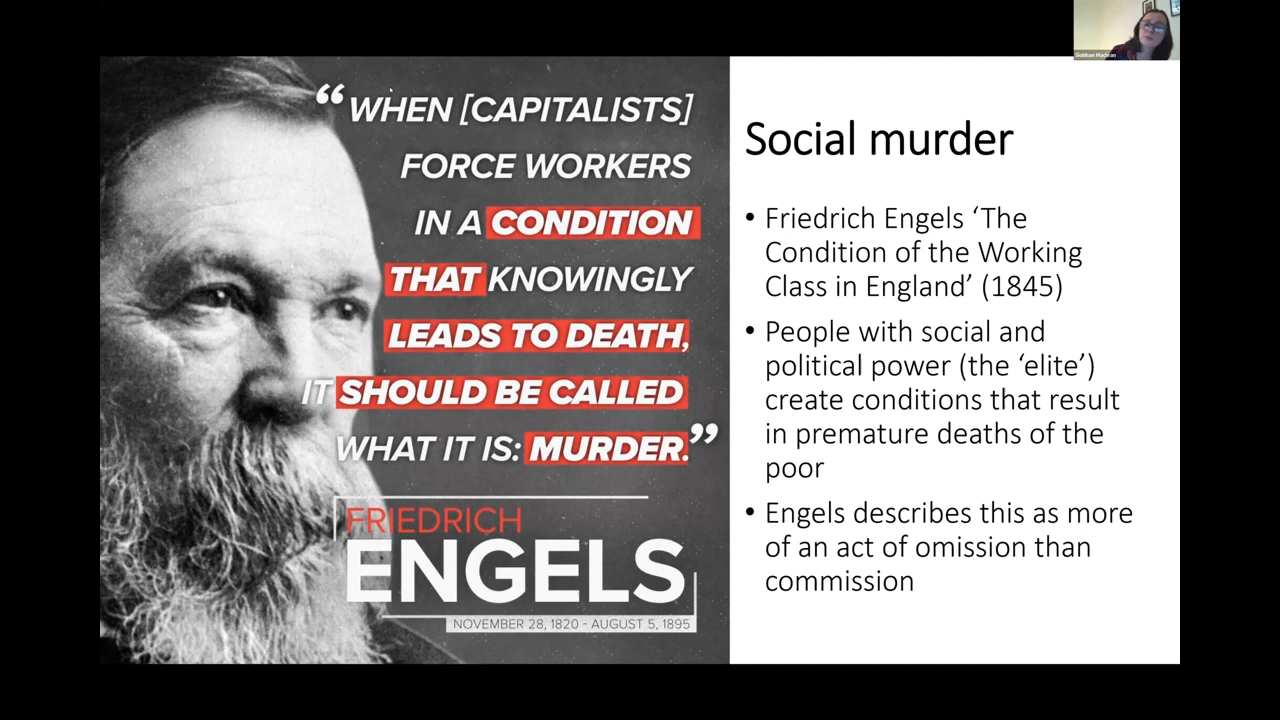 Siobhan Maclean
“WHEN [CAPITALISTS]
FORCE WORKERS
IN A CONDITION
THAT KNOWINGLY
LEADS TO DEATH,
IT SHOULD BE CALLED
WHAT IT IS: MURDER.”
FRIEDRICH
ENGELS
NOVEMBER 28, 1820 - AUGUST 5, 1895
Social murder
• Friedrich Engels ‘The
Condition of the Working
Class in England’ (1845)
• People with social and
political power (the ‘elite’)
create conditions that result
in premature deaths of the
poor
• Engels describes this as more
of an act of omission than
commission